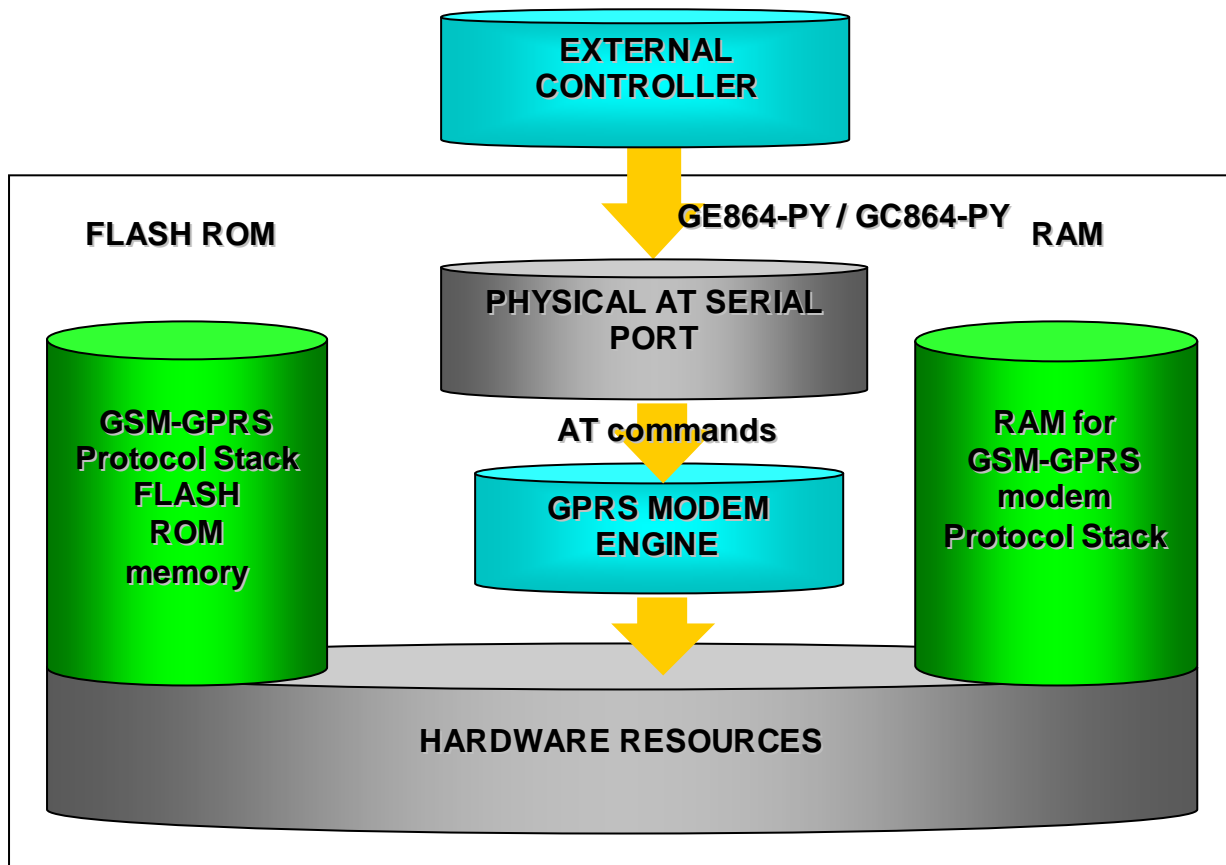 EXTERNAL
CONTROLLER
GE864-PY / GC864-PY
FLASH ROM
RAM
PHYSICAL AT SERIAL
PORT
GSM-GPRS
Protocol Stack
FLASH
ROM
memory
AT commands
GPRS MODEM
ENGINE
RAM for
GSM-GPRS
modem
Protocol Stack
HARDWARE RESOURCES